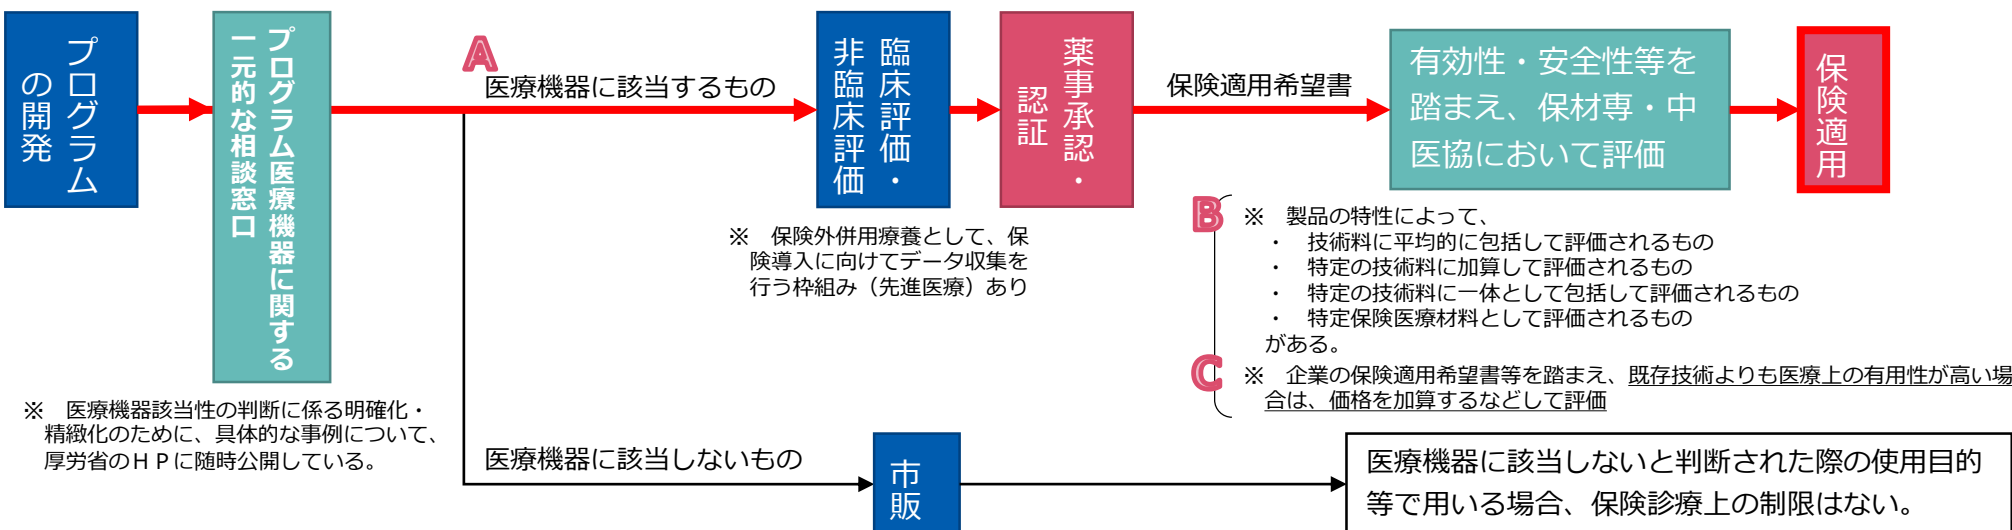 プログラム
の開発
プログラム医療機器に関する
一元的な相談窓口
※　医療機器該当性の判断に係る明確化・
精緻化のために、具体的な事例について、
厚労省のＨＰに随時公開している。
A
医療機器に該当するもの
臨床評価・
非臨床評価
※　保険外併用療養として、保
険導入に向けてデータ収集を
行う枠組み（先進医療）あり
薬事承認・
認証
保険適用希望書
有効性・安全性等を
踏まえ、保材専・中
医協において評価
保険適用
B
※　製品の特性によって、
・　技術料に平均的に包括して評価されるもの
・　特定の技術料に加算して評価されるもの
・　特定の技術料に一体として包括して評価されるもの
・　特定保険医療材料として評価されるもの
がある。
C
※　企業の保険適用希望書等を踏まえ、既存技術よりも医療上の有用性が高い場
合は、価格を加算するなどして評価
医療機器に該当しないもの
市販
医療機器に該当しないと判断された際の使用目的
等で用いる場合、保険診療上の制限はない。